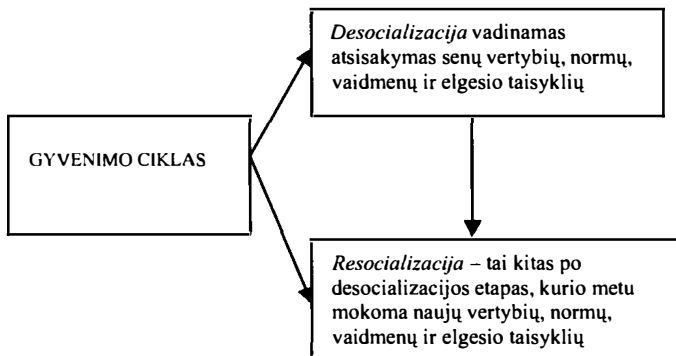 Desocializacija vadinamas
atsisakymas senų vertybių, normų,
vaidmenų ir elgesio taisyklių
GYVENIMO CIKLAS
Resocializacija – tai kitas po
desocializacijos etapas, kurio metu
mokoma naujų vertybių, normų,
vaidmenų ir elgesio taisyklių